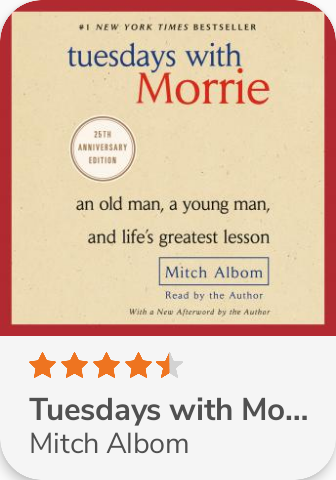 #1 NEW YORK TIMES BESTSELLER
tuesdays with
Morrie
25TH
ANNIVERSARY
EDITION
an old man, a young man,
and life's greatest lesson
Mitch Albom
Read by the Author
With a New Afterword by the Author
Tuesdays with Mo...
Mitch Albom